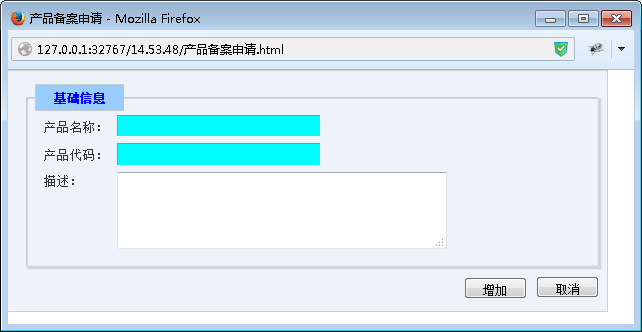 产品备案申请 - Mozilla Firefox
127.0.0.1:32767/14.53.48/产品备案申请.html
基础信息
产品名称：
产品代码：
描述：
增加 取消